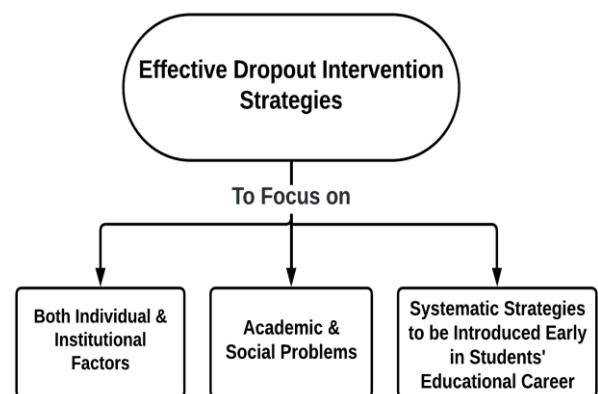 Effective Dropout Intervention
Strategies
To Focus on
Both Individual &
Institutional
Factors
Academic &
Social Problems
Systematic Strategies
to be Introduced Early
in Students'
Educational Career